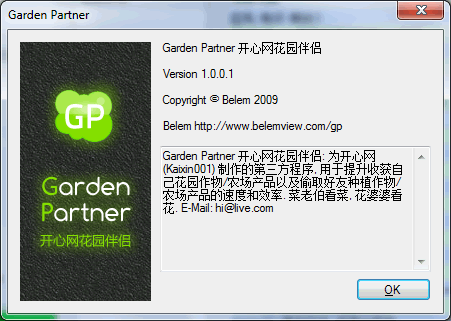 Garden Partner
GP
Garden
Partner
开心网花园伴侣
Garden Partner 开心网花园伴侣
Version 1.0.0.1
Copyright © Belem 2009
Belem http://www.belemview.com/gp
Garden Partner 开心网花园伴侣: 为开心网
(Kaixin001) 制作的第三方程序, 用于提升收获自
己花园作物/农场产品以及偷取好友种植作物/
农场产品的速度和效率. 菜老伯看菜, 花婆婆看
花. E-Mail: hi@live.com
OK